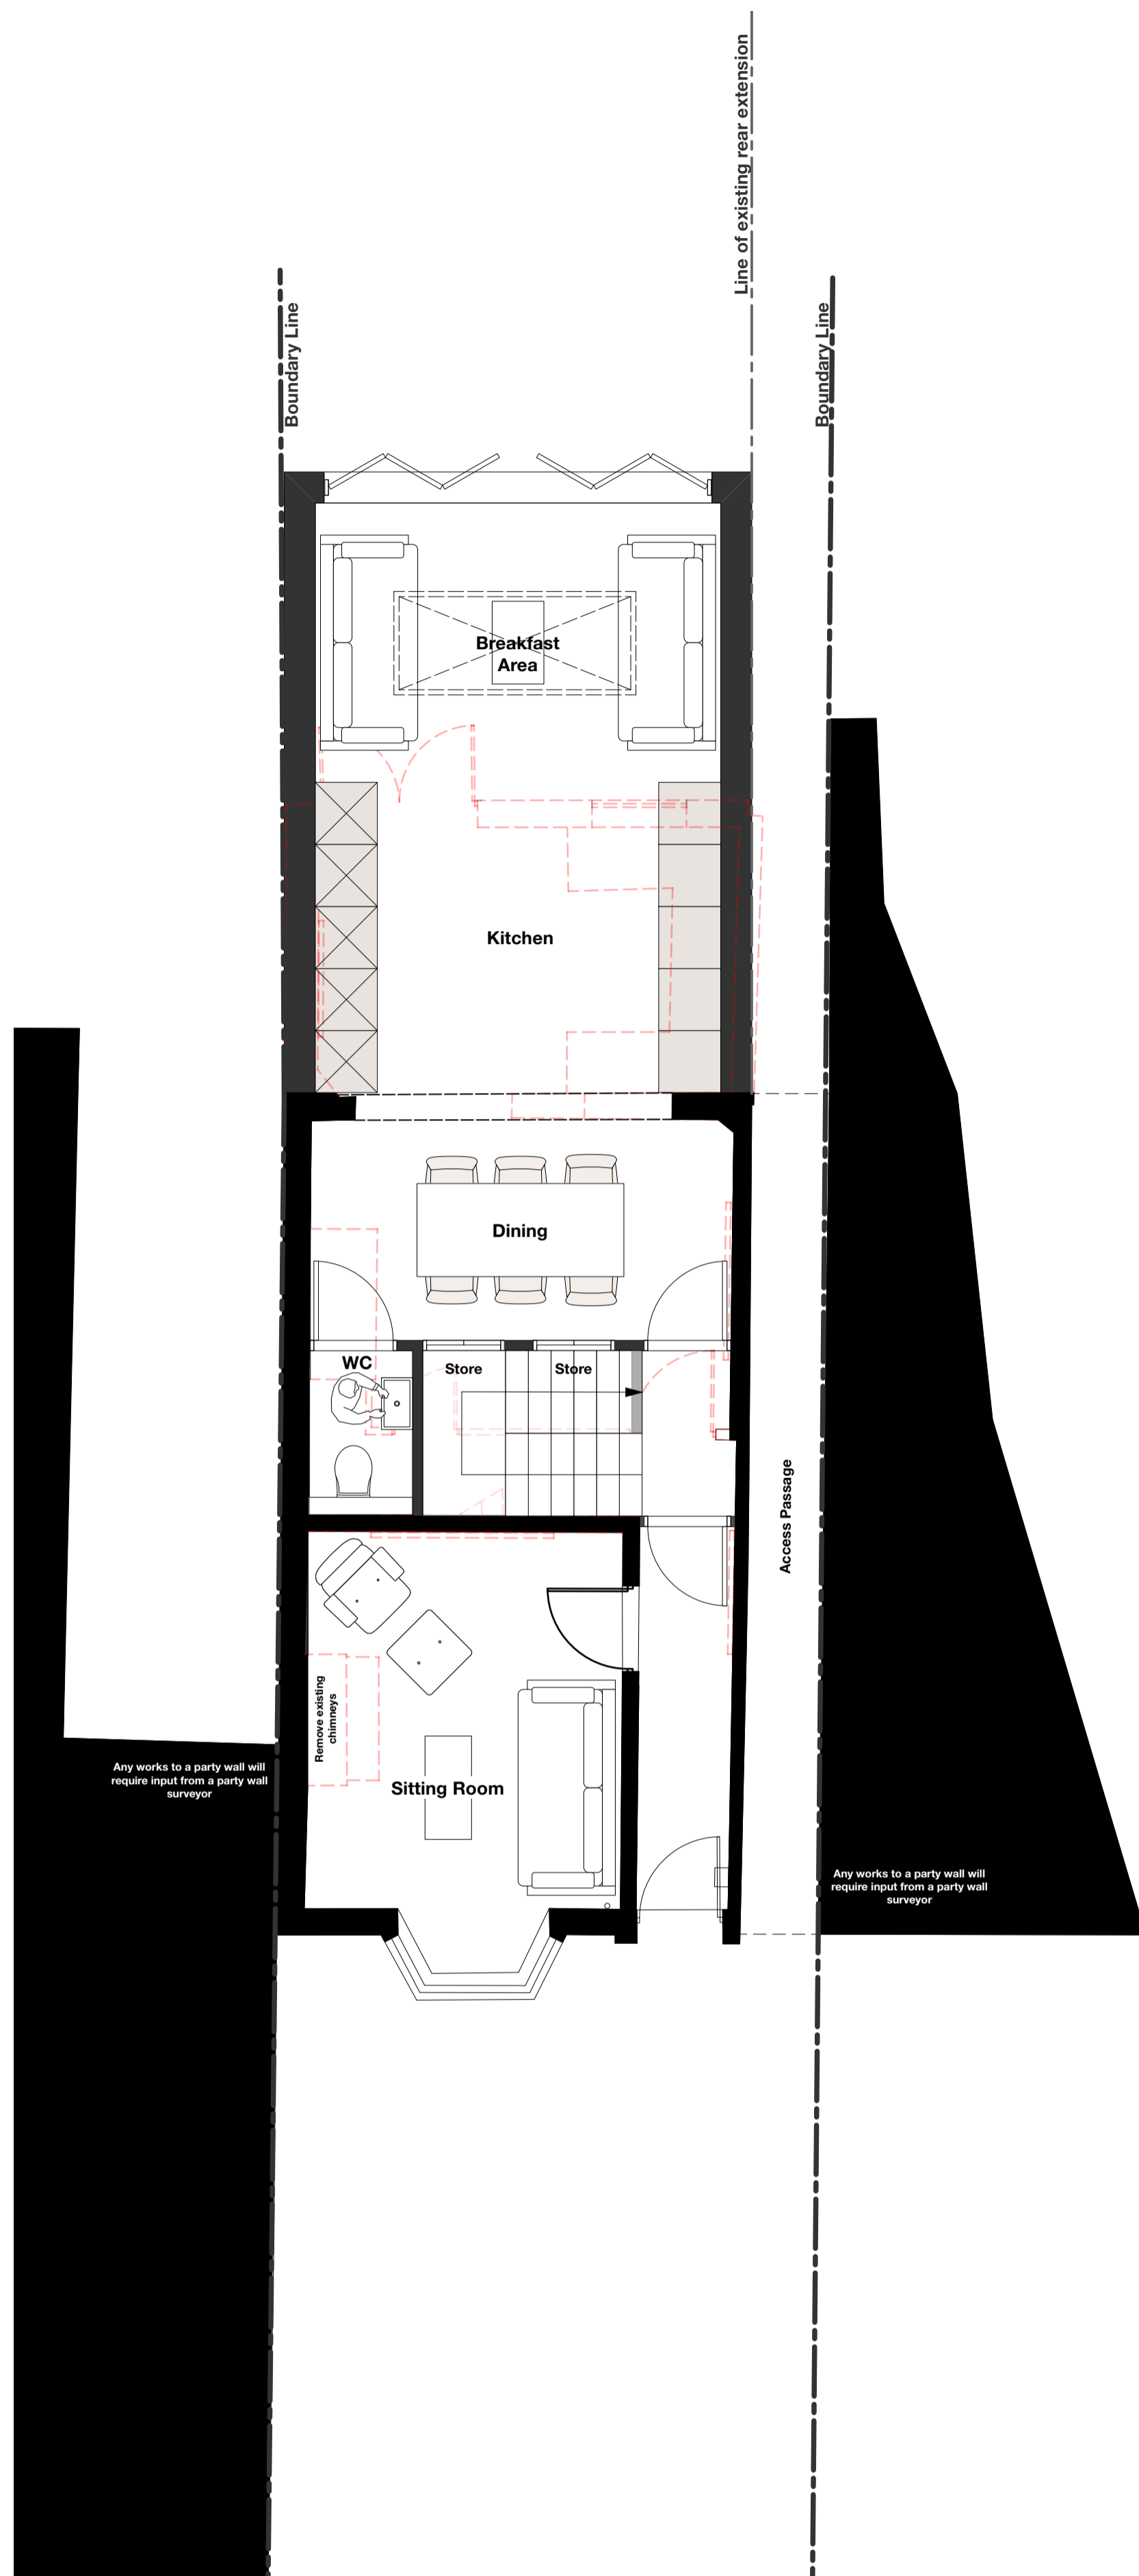 Line of existing rear extension
Boundary Line
Boundary Line
Breakfast
Area
Kitchen
Dining
WC
Store
Store
Access Passage
Remove existing
chimneys
Sitting Room
Any works to a party wall will
require input from a party wall
surveyor
Any works to a party wall will
require input from a party wall
surveyor